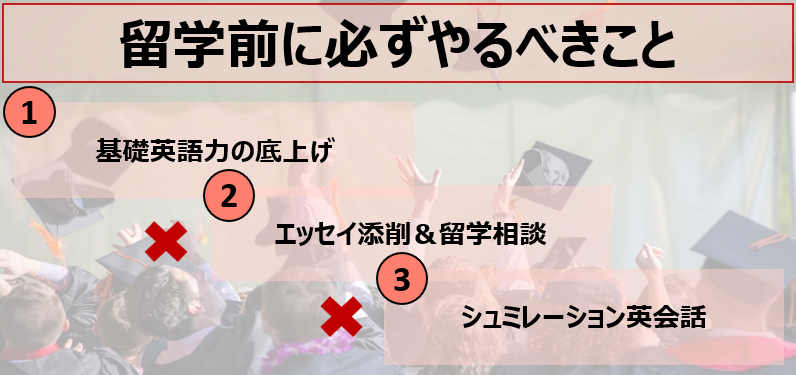 留学前に必ずやるべきこと
1
基礎英語力の底上げ
2
エッセイ添削＆留学相談
3
シュミレーション英会話